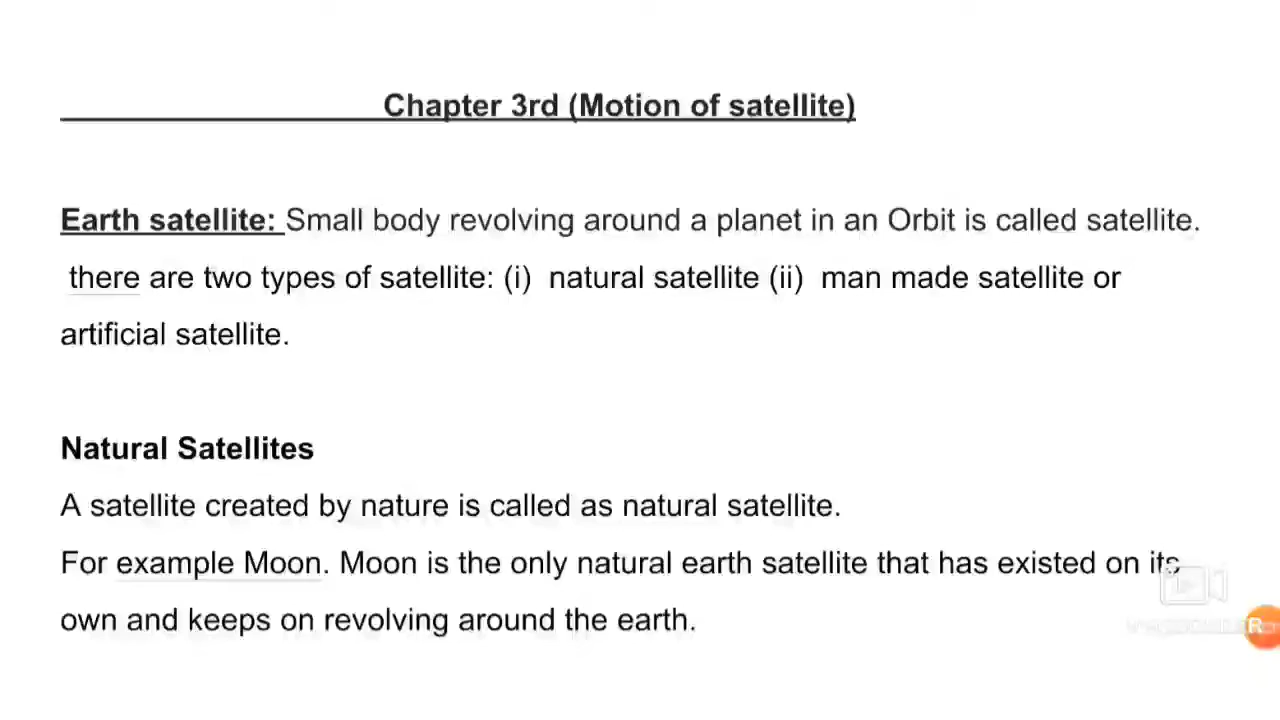 Chapter 3rd (Motion of satellite)
Earth satellite: Small body revolving around a planet in an Orbit is called satellite.
there are two types of satellite: (i) natural satellite (ii) man made satellite or
artificial satellite.
Natural Satellites
A satellite created by nature is called as natural satellite.
For example Moon. Moon is the only natural earth satellite that has existed on its
own and keeps on revolving around the earth.
R